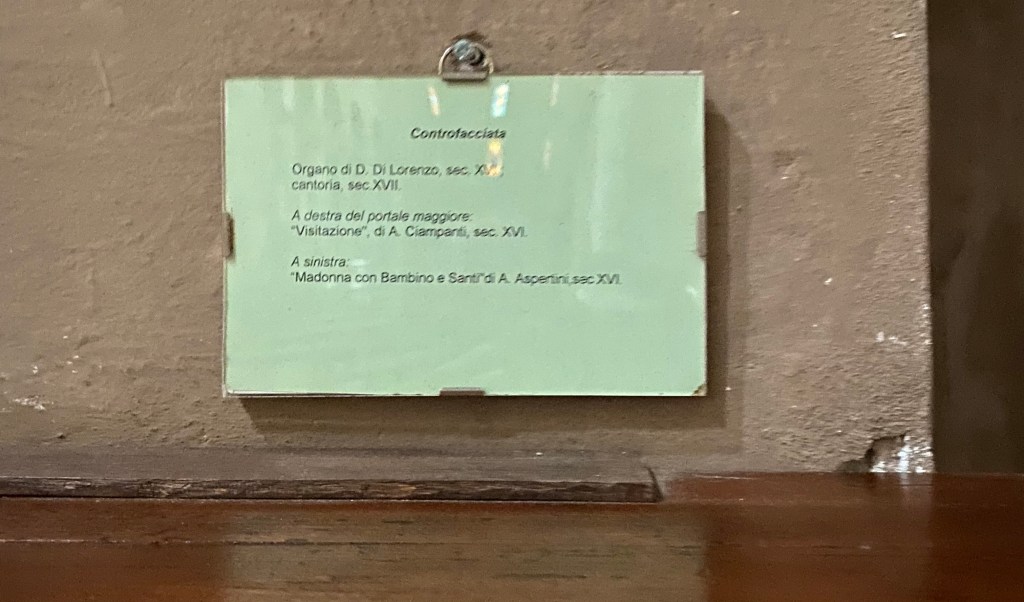 Controfacciata
Organo di D. Di Lorenzo, sec.
cantoria, sec.XVII.
A destra del portale maggiore:
"Visitazione", di A. Ciampanti, sec. XVI.
A sinistra:
"Madonna con Bambino e Santi"di A. Aspertini,sec XVI.